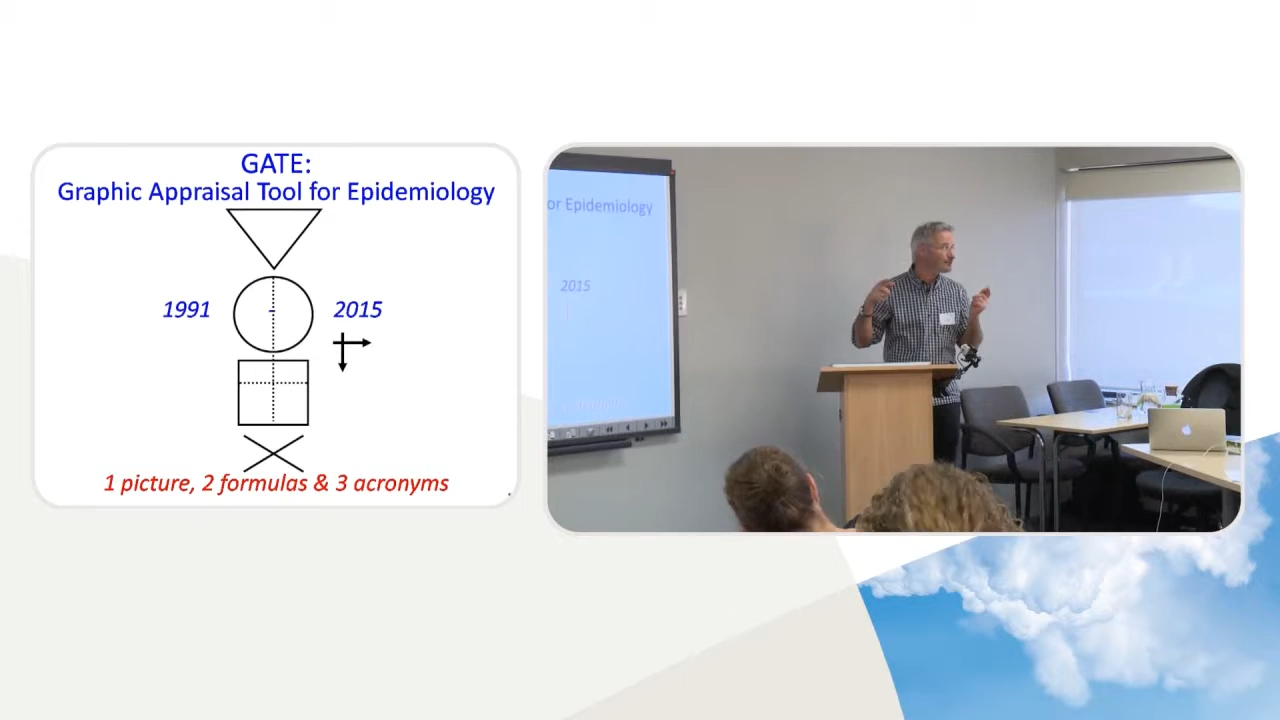 GATE:
Graphic Appraisal Tool for Epidemiology
1991 2015
1 picture, 2 formulas & 3 acronyms
or Epidemiology
2015